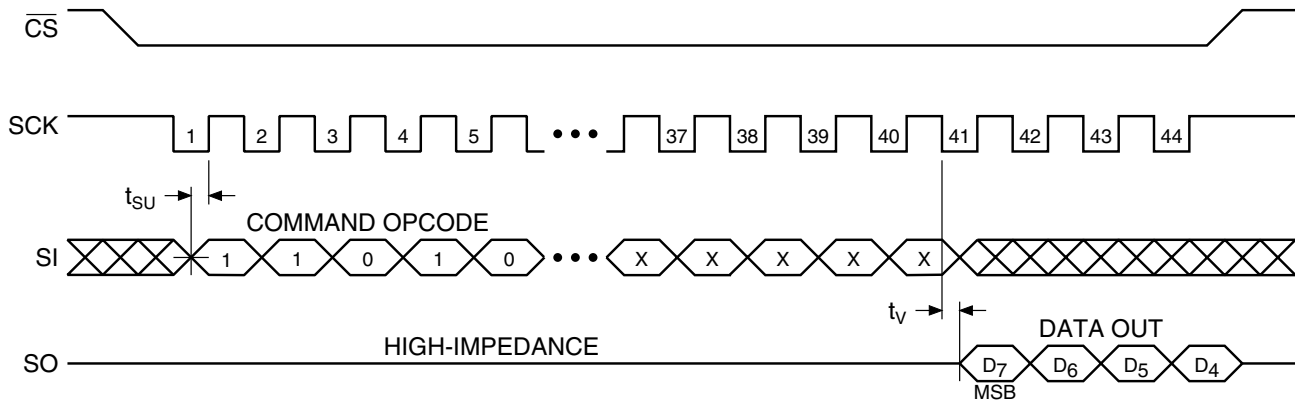 CS
SCK 1 2 3 4 5 ••• 37 38 39 40 41 42 43 44
tSU
COMMAND OPCODE
SI 1 1 0 1 0 ••• X X X X X
tV
DATA OUT
HIGH-IMPEDANCE
SO D7 D6 D5 D4
MSB